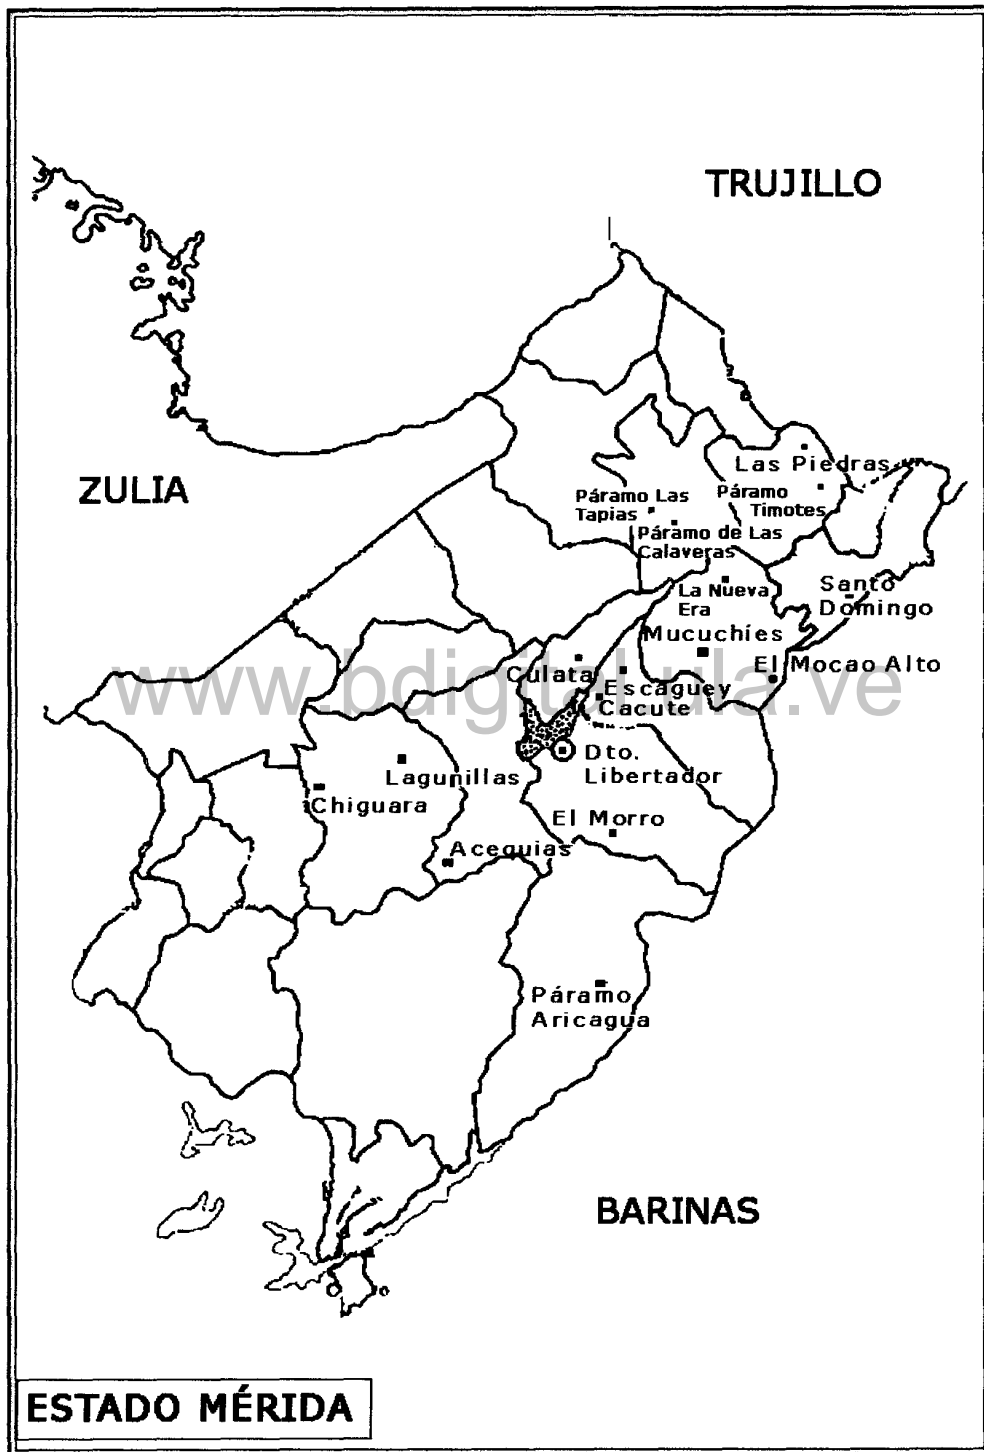 TRUJILLO
ZULIA
Las Piedras
Páramo Las
Tapias
Páramo
Timotes
Páramo de Las
Calaveras
La Nueva
Era
Santo
Domingo
Mucuchíes
El Mocao Alto
www.bdigital.ula.ve
Culata
Escaguey
Cacute
Dto.
Libertador
Lagunillas
Chiguara
El Morro
Acequias
Páramo
Aricagua
BARINAS
ESTADO MÉRIDA